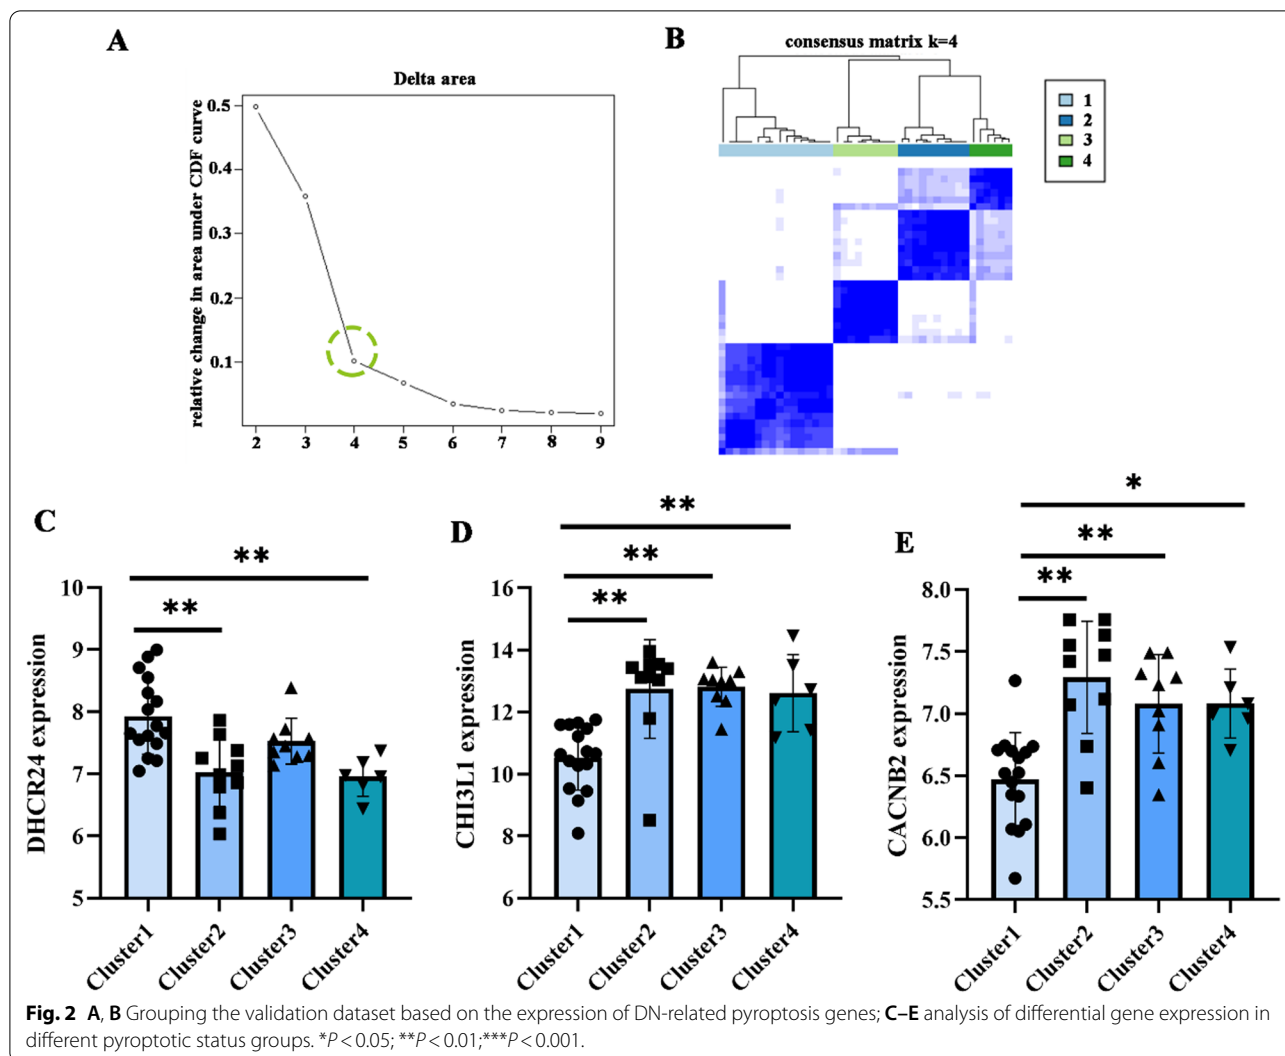 A
Delta area
relative change in area under CDF curve
0.5
0.4
0.3
0.2
0.1
2 3 4 5 6 7 8 9
B
consensus matrix k=4
1
2
3
4
C
**
**
DHCR24 expression
10
9
8
7
6
5
Cluster1 Cluster2 Cluster3 Cluster4
D
**
**
**
CHI3L1 expression
16
14
12
10
8
6
Cluster1 Cluster2 Cluster3 Cluster4
E
*
**
**
CACNB2 expression
8.0
7.5
7.0
6.5
6.0
5.5
Cluster1 Cluster2 Cluster3 Cluster4
Fig. 2 A, B Grouping the validation dataset based on the expression of DN-related pyroptosis genes; C–E analysis of differential gene expression in
different pyroptotic status groups. *P < 0.05; **P < 0.01;***P < 0.001.